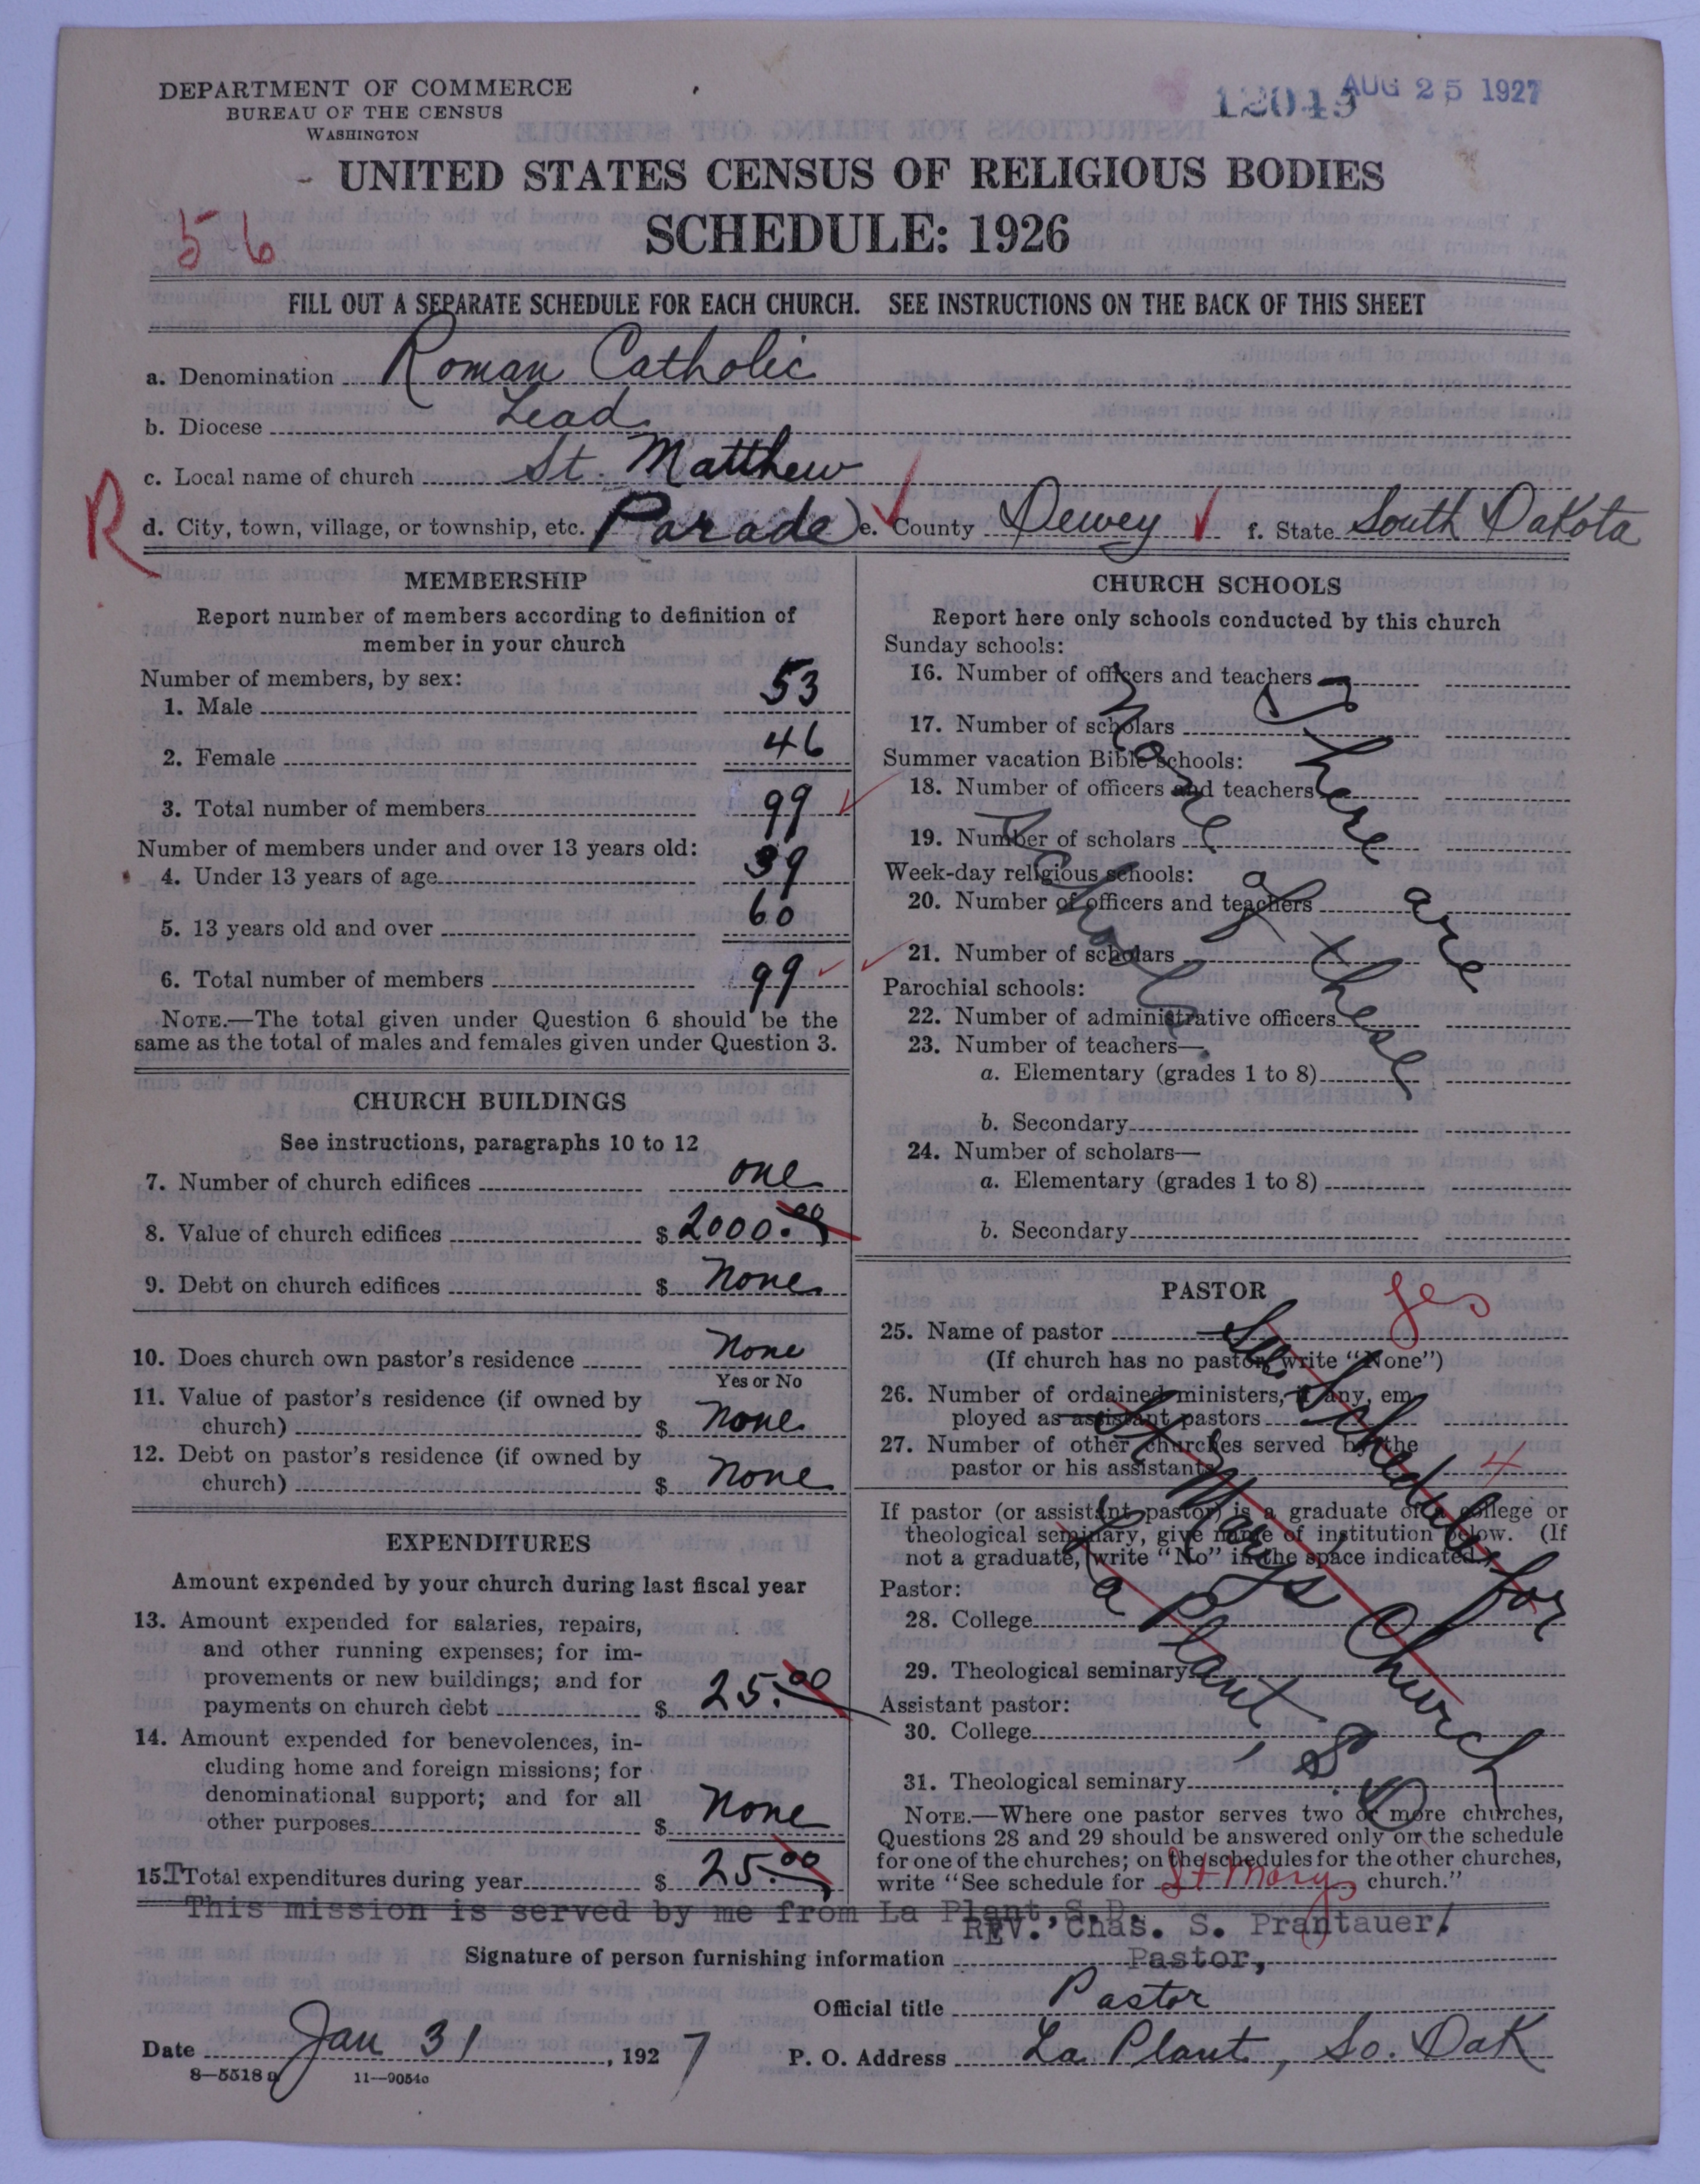 DEPARTMENT OF COMMERCE
BUREAU OF THE CENSUS
WASHINGTON
12049
AUG 25 1927
UNITED STATES CENSUS OF RELIGIOUS BODIES
SCHEDULE: 1926
56
FILL OUT A SEPARATE SCHEDULE FOR EACH CHURCH. SEE INSTRUCTIONS ON THE BACK OF THIS SHEET
a. Denomination Roman Catholic
b. Diocese Lead
c. Local name of church St. Matthew
R
d. City, town, village, or township, etc. Parade e. County Dewey f. State South Dakota
MEMBERSHIP
Report number of members according to definition of
member in your church
Number of members, by sex:
1. Male 53
2. Female 46
3. Total number of members 99
Number of members under and over 13 years old:
4. Under 13 years of age 39
5. 13 years old and over 60
6. Total number of members 99
NOTE.—The total given under Question 6 should be the
same as the total of males and females given under Question 3.
CHURCH BUILDINGS
See instructions, paragraphs 10 to 12
7. Number of church edifices one
8. Value of church edifices $ 2000.00
9. Debt on church edifices $ none
10. Does church own pastor's residence none
Yes or No
11. Value of pastor's residence (if owned by
church) $ none
12. Debt on pastor's residence (if owned by
church) $ none
EXPENDITURES
Amount expended by your church during last fiscal year
13. Amount expended for salaries, repairs,
and other running expenses; for im-
provements or new buildings; and for
payments on church debt $ 25.00
14. Amount expended for benevolences, in-
cluding home and foreign missions; for
denominational support; and for all
other purposes $ none
15. Total expenditures during year $ 25.00
CHURCH SCHOOLS
Report here only schools conducted by this church
Sunday schools:
16. Number of officers and teachers
17. Number of scholars
Summer vacation Bible schools:
18. Number of officers and teachers
19. Number of scholars
Week-day religious schools:
20. Number of officers and teachers
21. Number of scholars
Parochial schools:
22. Number of administrative officers
23. Number of teachers—
a. Elementary (grades 1 to 8)
b. Secondary
24. Number of scholars—
a. Elementary (grades 1 to 8)
b. Secondary
There are
none of these
schools
PASTOR
yes
25. Name of pastor
(If church has no pastor, write "None")
26. Number of ordained ministers, if any, em-
ployed as assistant pastors
27. Number of other churches served by the
pastor or his assistants 4
If pastor (or assistant pastor) is a graduate of a college or
theological seminary, give name of institution below. (If
not a graduate, write "No" in the space indicated.)
Pastor:
28. College
29. Theological seminary
Assistant pastor:
30. College
31. Theological seminary
See Schedule for
St Mary's Church
La Plant, S. D
NOTE.—Where one pastor serves two or more churches,
Questions 28 and 29 should be answered only on the schedule
for one of the churches; on the schedules for the other churches,
write "See schedule for St Marys church."
This mission is served by me from La Plant, S.D.
REV. Chas. S. Prantauer,
Signature of person furnishing information Pastor,
Official title Pastor
Date Jan 31, 1927 P. O. Address La Plant, So. Dak
8—5518 a 11—9054c